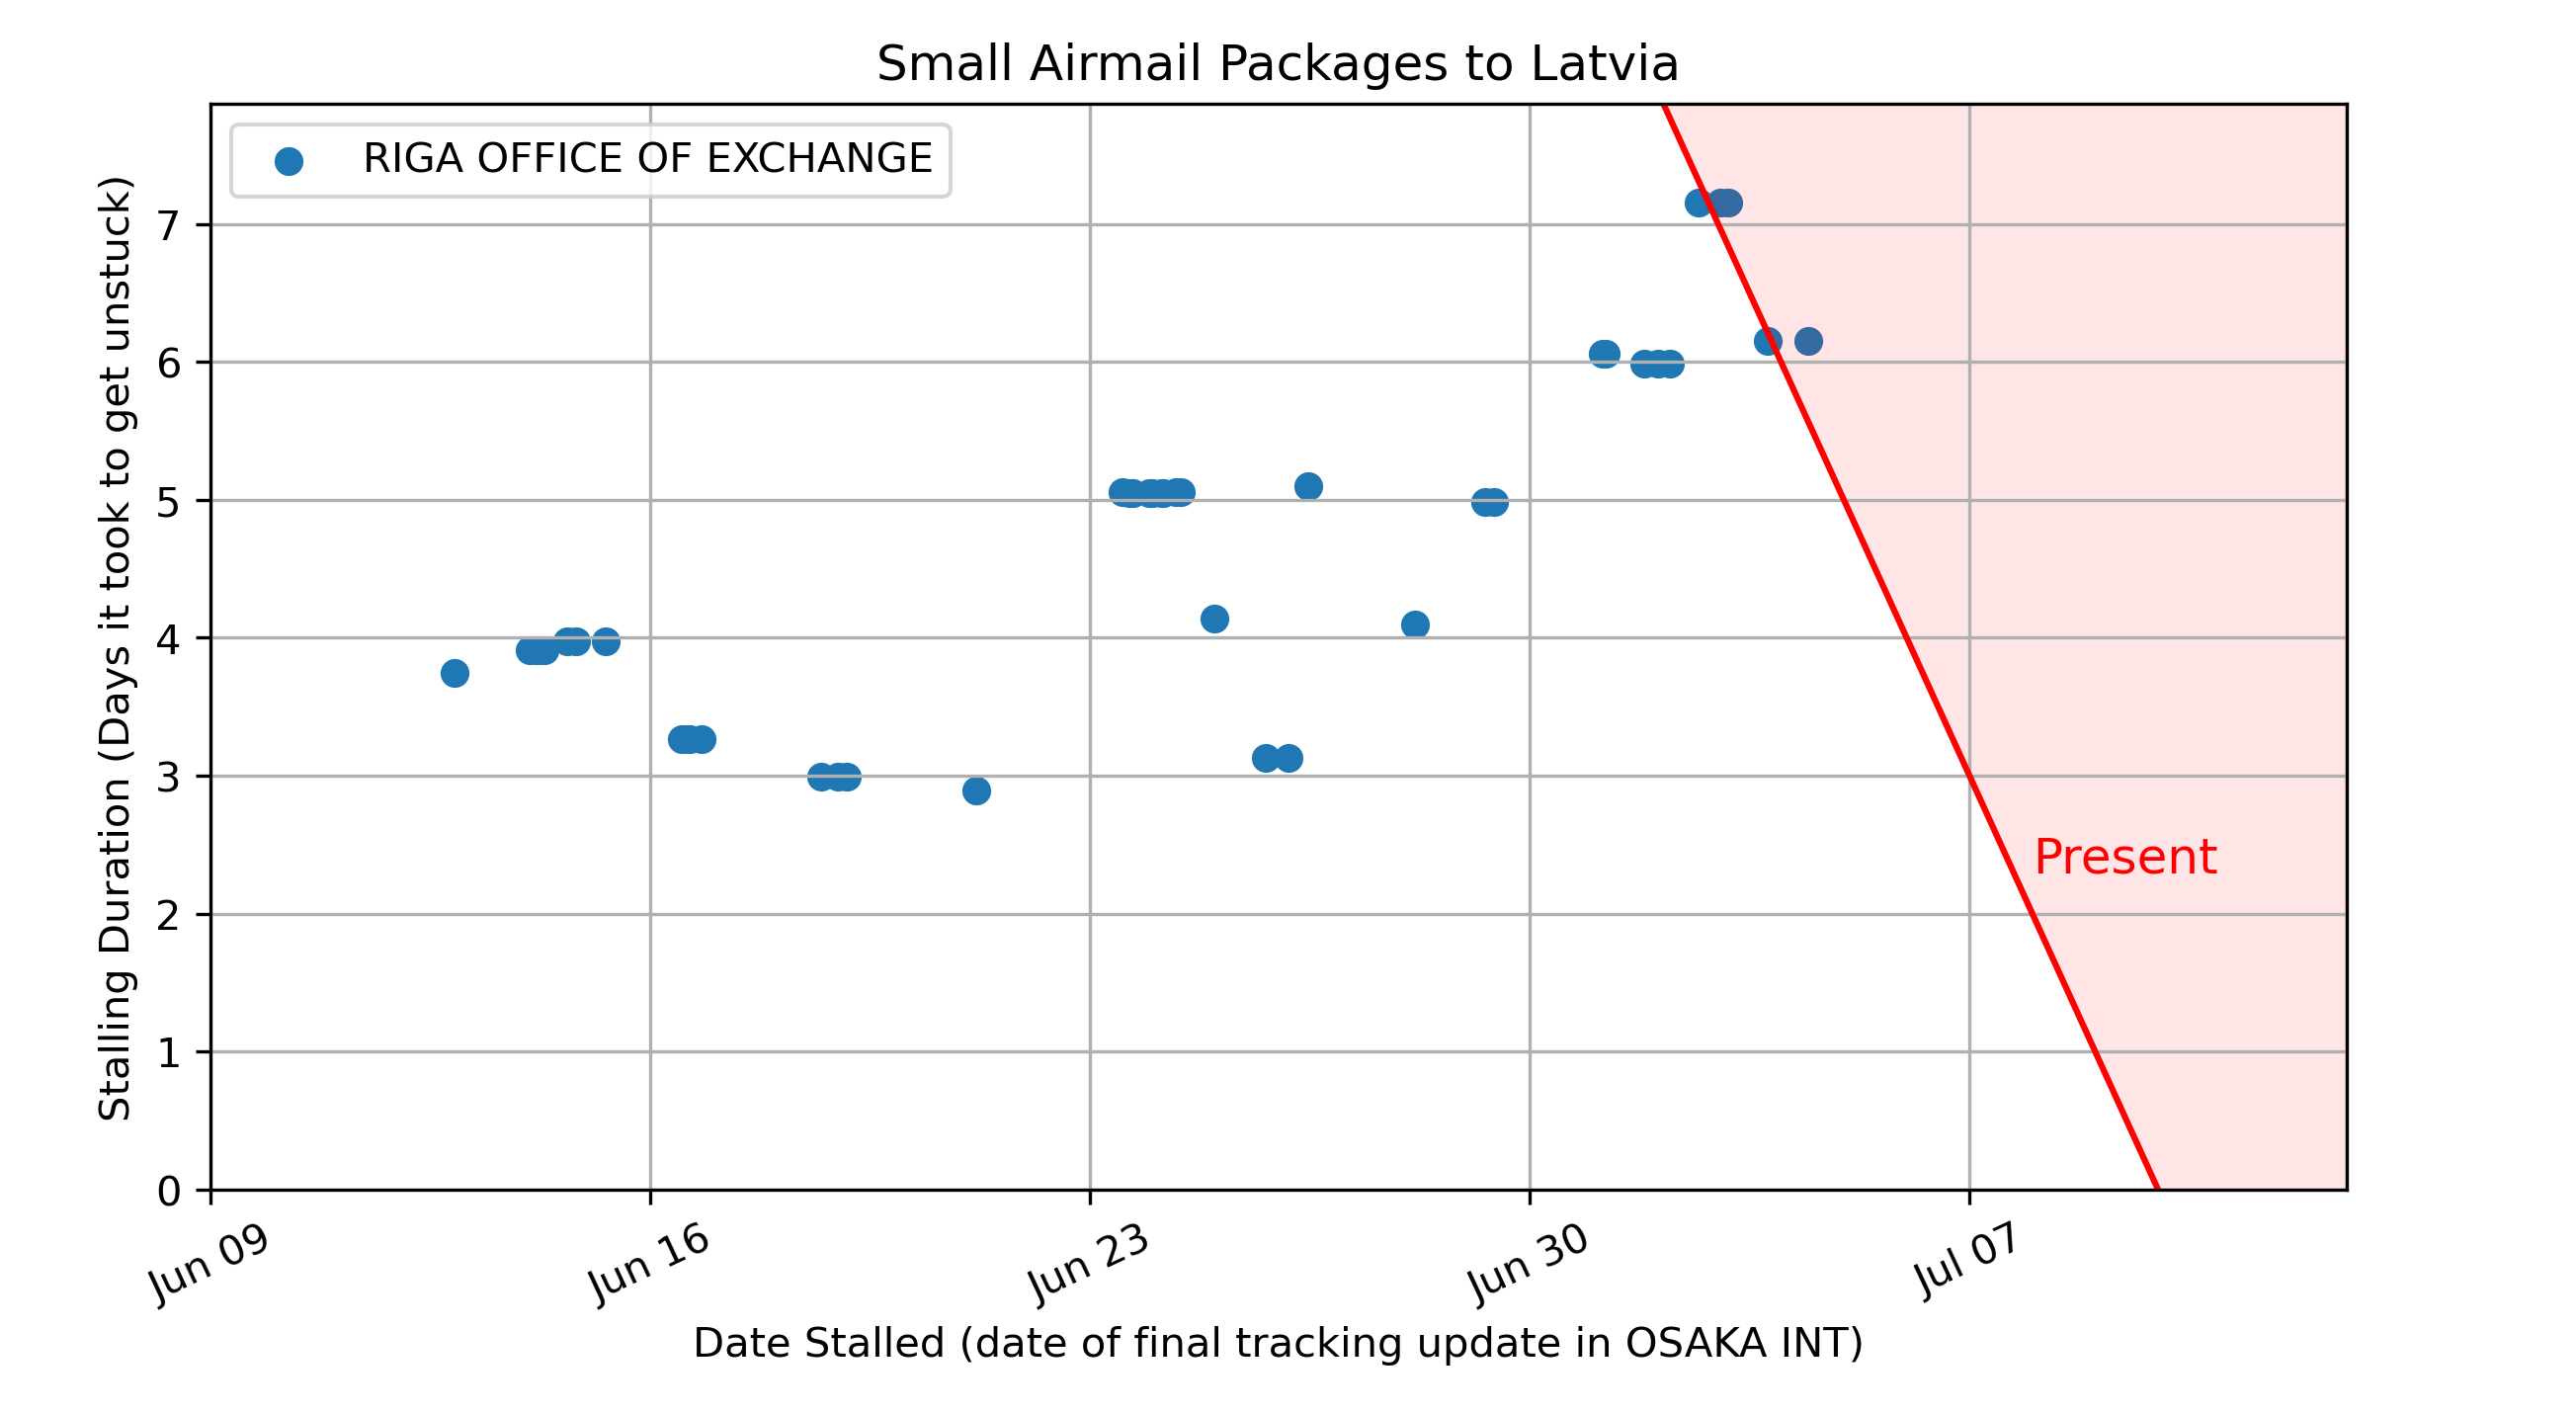 Small Airmail Packages to Latvia
RIGA OFFICE OF EXCHANGE
Stalling Duration (Days it took to get unstuck)
7
6
5
4
3
2
1
0
Present
Jun 09
Jun 16
Jun 23
Jun 30
Jul 07
Date Stalled (date of final tracking update in OSAKA INT)